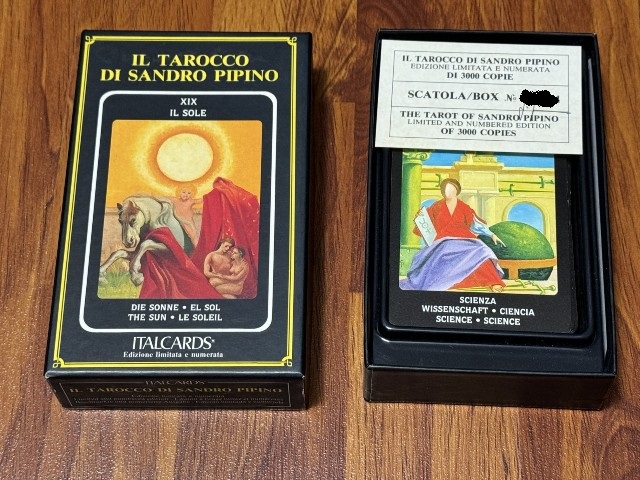 IL TAROCCO
DI SANDRO PIPINO
XIX
IL SOLE
DIE SONNE • EL SOL
THE SUN • LE SOLEIL
ITALCARDS®
Edizione limitata e numerata
ITALCARDS
IL TAROCCO DI SANDRO PIPINO
IL TAROCCO DI SANDRO PIPINO
EDIZIONE LIMITATA E NUMERATA
DI 3000 COPIE
SCATOLA/BOX N°
THE TAROT OF SANDRO PIPINO
LIMITED AND NUMBERED EDITION
OF 3000 COPIES
SCIENZA
WISSENSCHAFT • CIENCIA
SCIENCE • SCIENCE